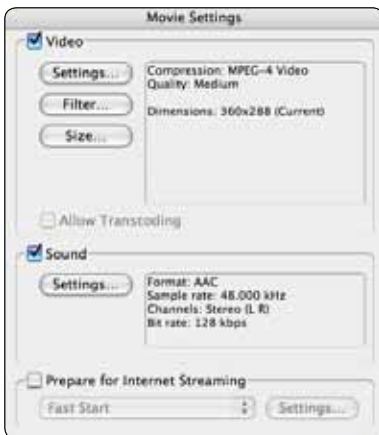 Movie Settings
Video
Settings...
Filter...
Size...
Compression: MPEG-4 Video
Quality: Medium
Dimensions: 360x288 (Current)
Allow Transcoding
Sound
Settings...
Format: AAC
Sample rate: 48.000 kHz
Channels: Stereo (L R)
Bit rate: 128 kbps
Prepare for Internet Streaming
Fast Start
Settings...